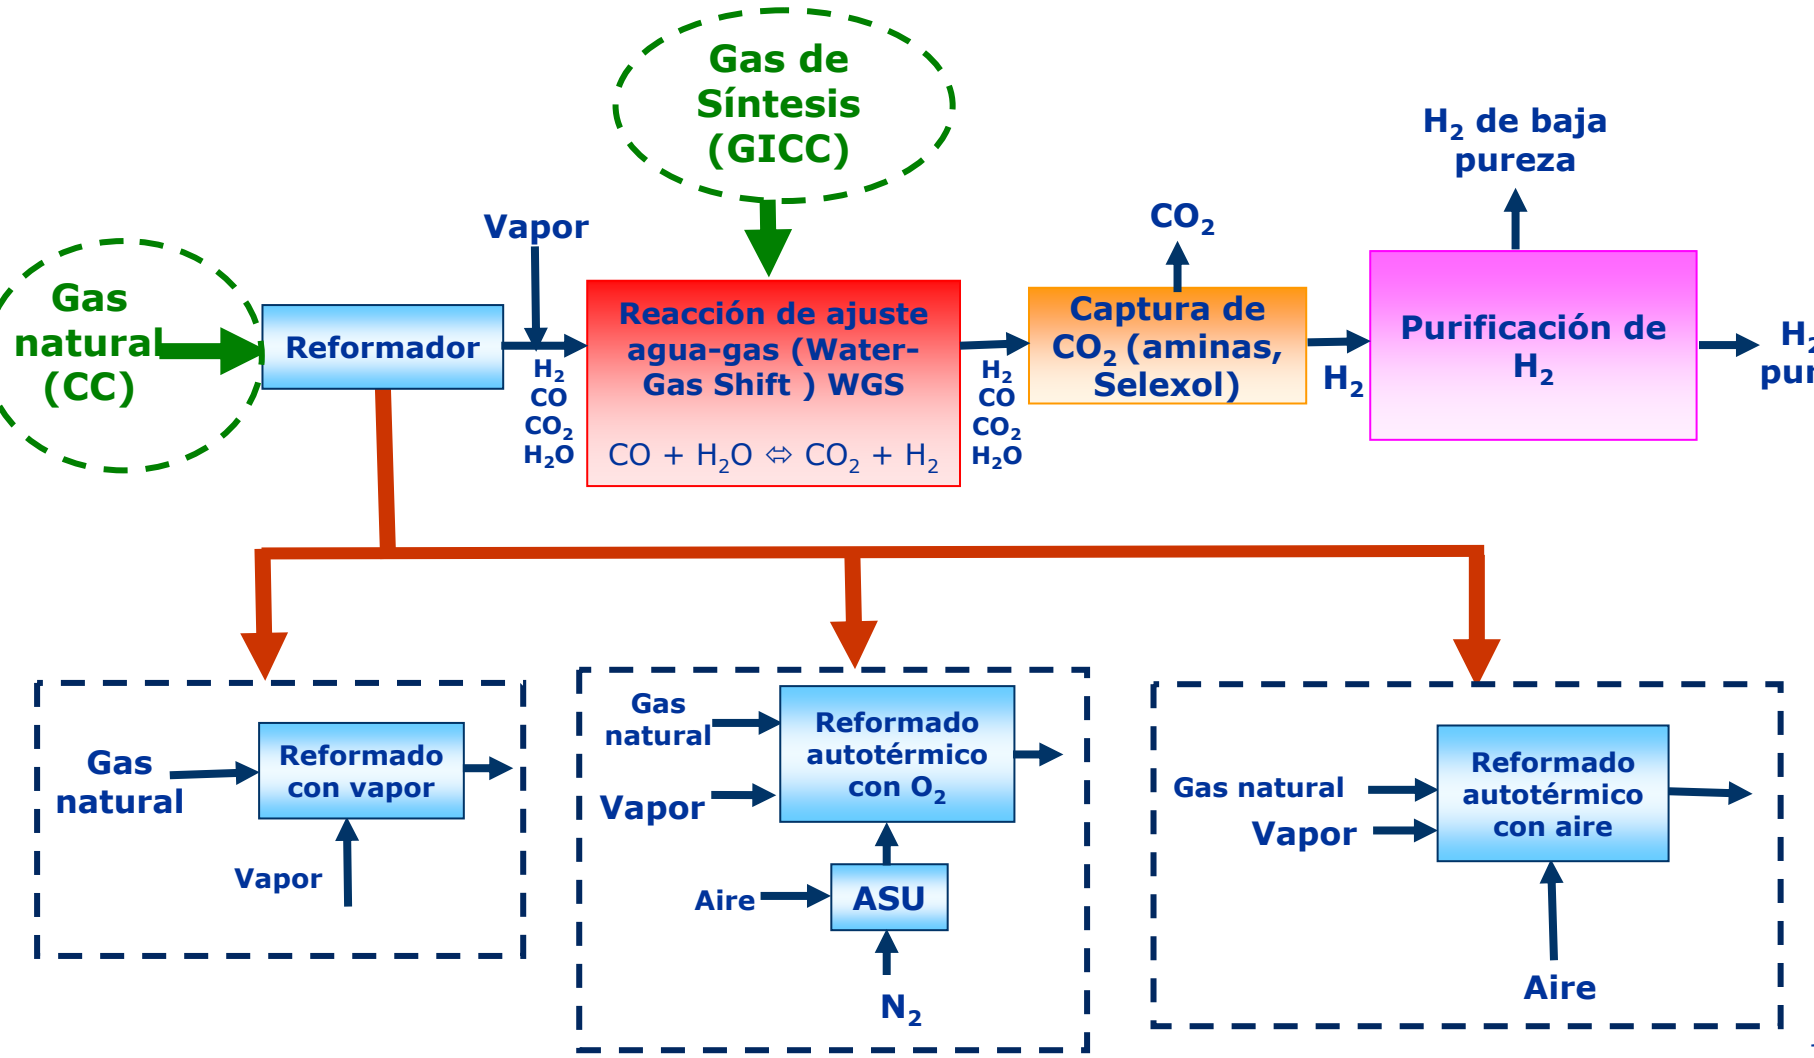 Gas de
Síntesis
(GICC)
H₂ de baja
pureza
Vapor
CO₂
Gas
natural
(CC)
Reformador
H₂
CO
CO₂
H₂O
Reacción de ajuste
agua-gas (Water-
Gas Shift ) WGS
CO + H₂O ⬄ CO₂ + H₂
H₂
CO
CO₂
H₂O
Captura de
CO₂ (aminas,
Selexol)
H₂
Purificación de
H₂
H₂
Gas
natural
Reformado
con vapor
Vapor
Gas
natural
Vapor
Reformado
autotérmico
con O₂
Aire
ASU
N₂
Gas natural
Vapor
Reformado
autotérmico
con aire
Aire